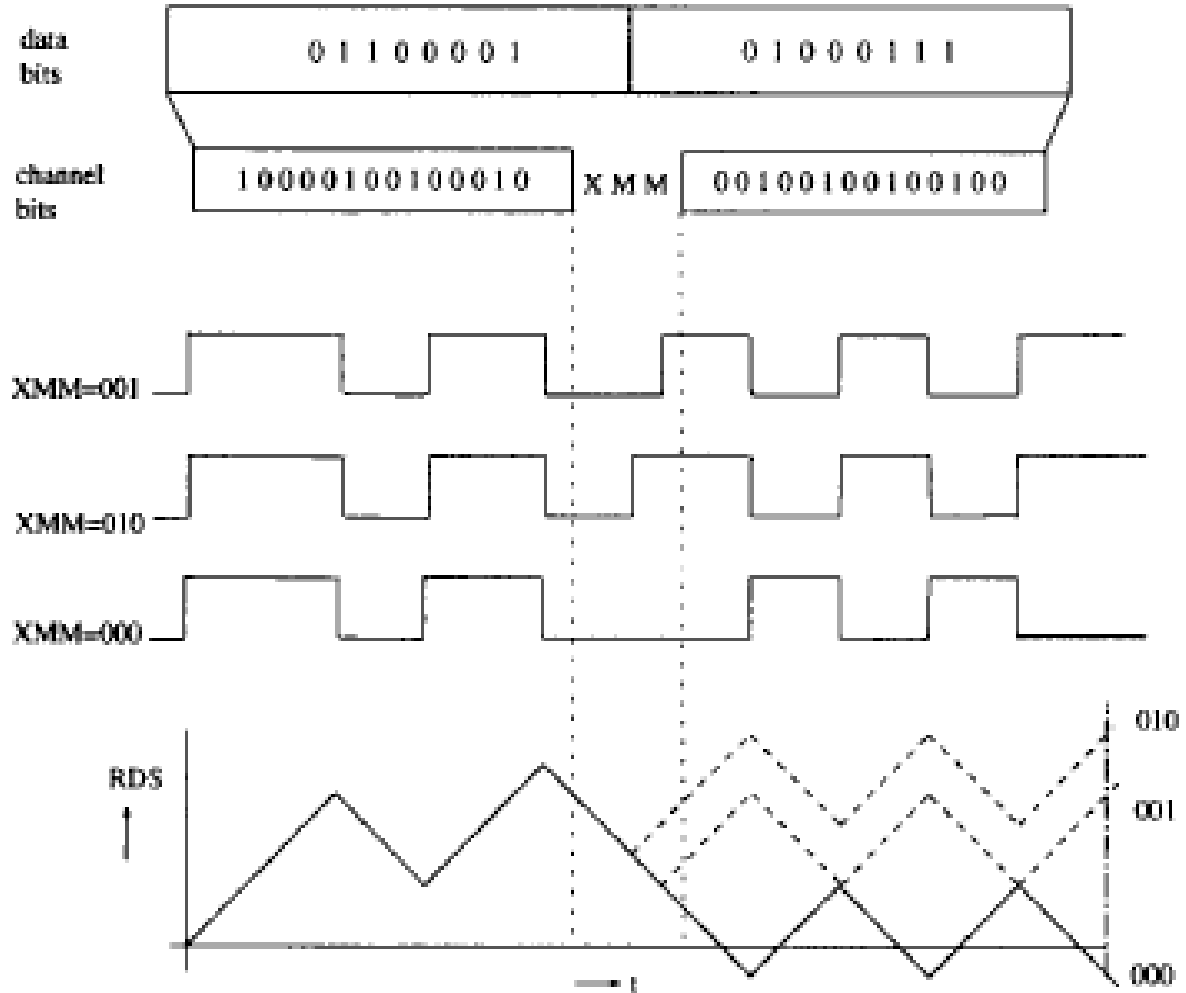 data bits
0 1 1 0 0 0 0 1
0 1 0 0 0 1 1 1
channel bits
1 0 0 0 0 1 0 0 1 0 0 0 1 0
X M M
0 0 1 0 0 1 0 0 1 0 0 1 0 0
XMM=001
XMM=010
XMM=000
010
RDS
001
t
000